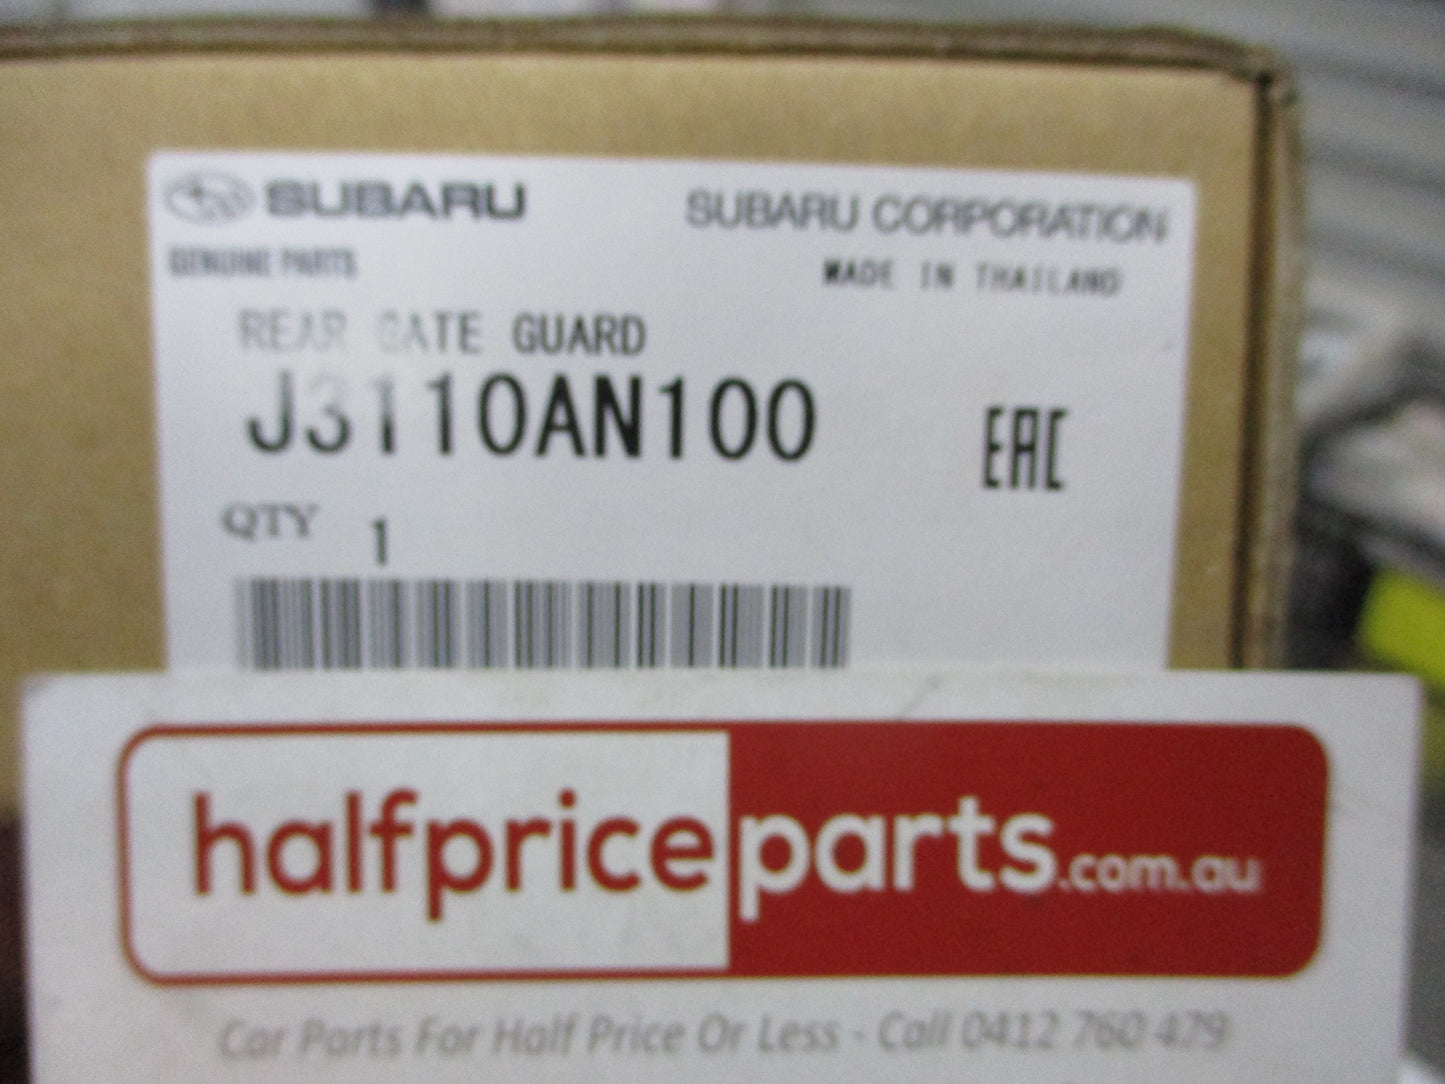 SUBARU SUBARU CORPORATION
GENUINE PARTS MADE IN THAILAND
REAR GATE GUARD
J3110AN100
EAC
QTY 1
halfpriceparts.com.au
Car Parts For Half Price Or Less - Call 0412 760 479